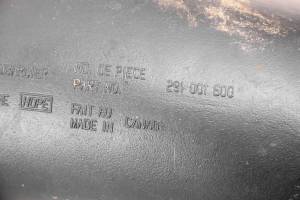 NO. DE PIECE
PART NO. 291 001 600
HDPE FAIT AU
MADE IN CANADA